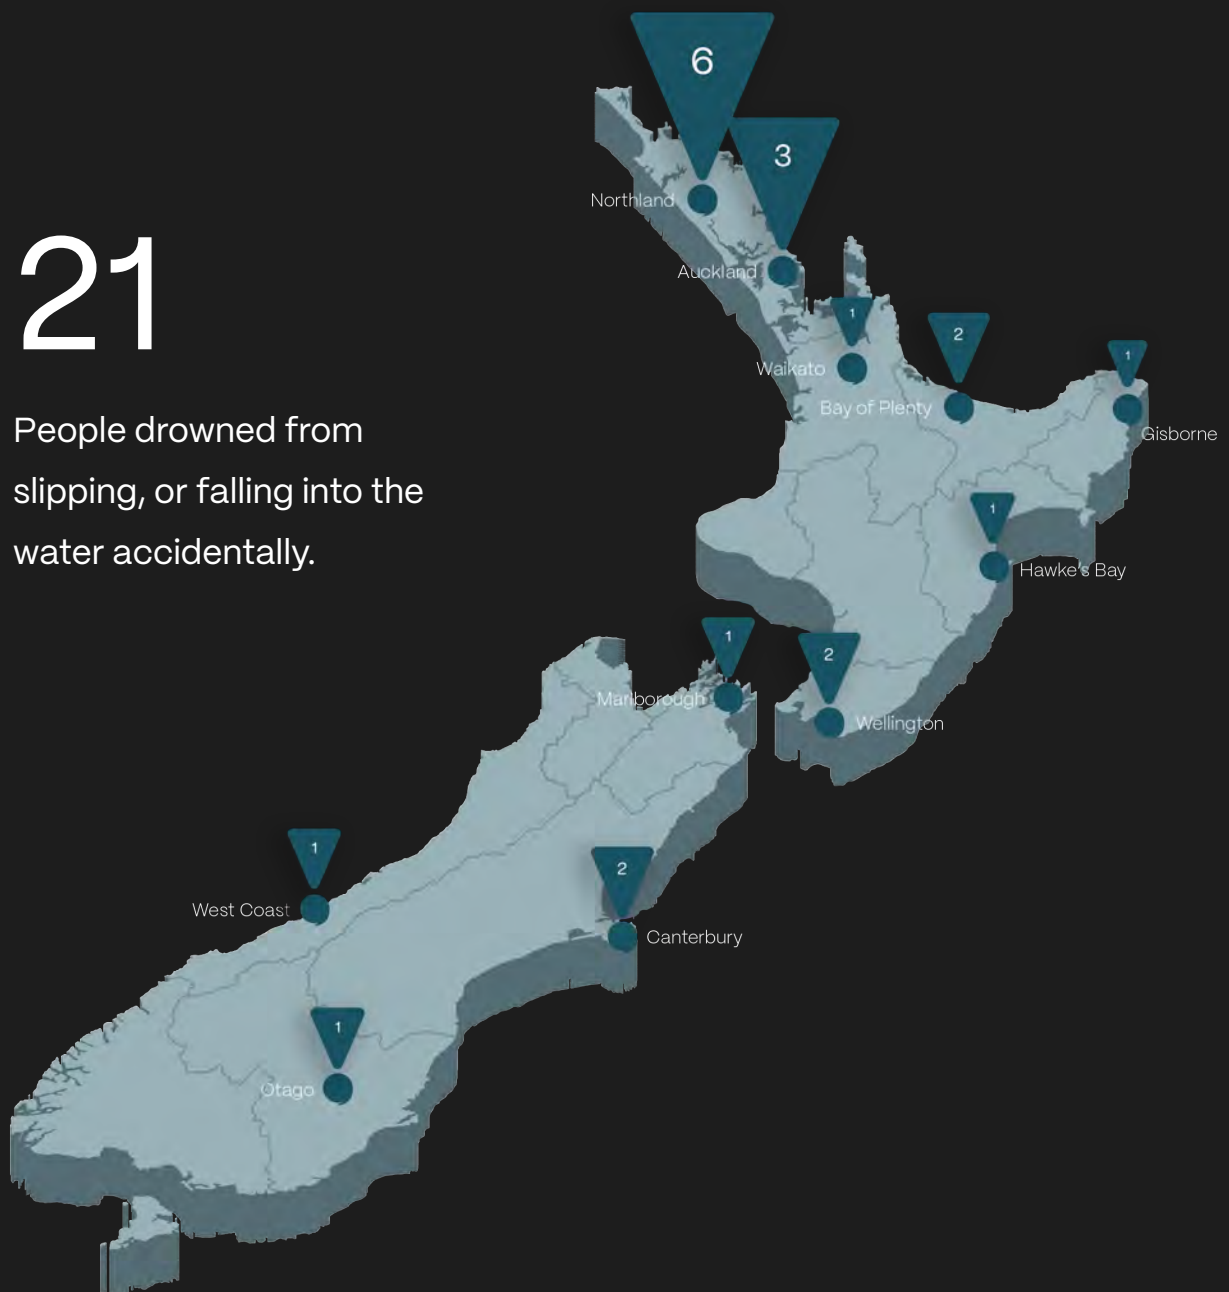 6
3
Northland
21
Auckland
1
2
1
Waikato
Bay of Plenty
Gisborne
People drowned from
slipping, or falling into the
water accidentally.
1
Hawke's Bay
1
2
Marlborough
Wellington
1
2
West Coast
Canterbury
1
Otago